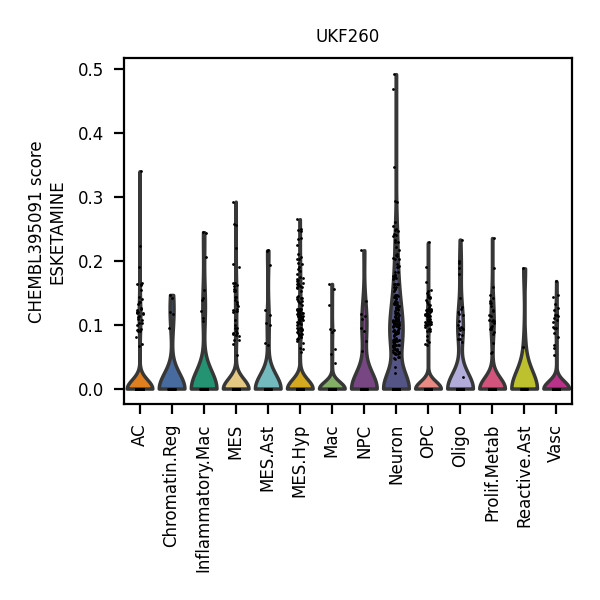 UKF260
CHEMBL395091 score
ESKETAMINE
0.5
0.4
0.3
0.2
0.1
0.0
AC
Chromatin.Reg
Inflammatory.Mac
MES
MES.Ast
MES.Hyp
Mac
NPC
Neuron
OPC
Oligo
Prolif.Metab
Reactive.Ast
Vasc